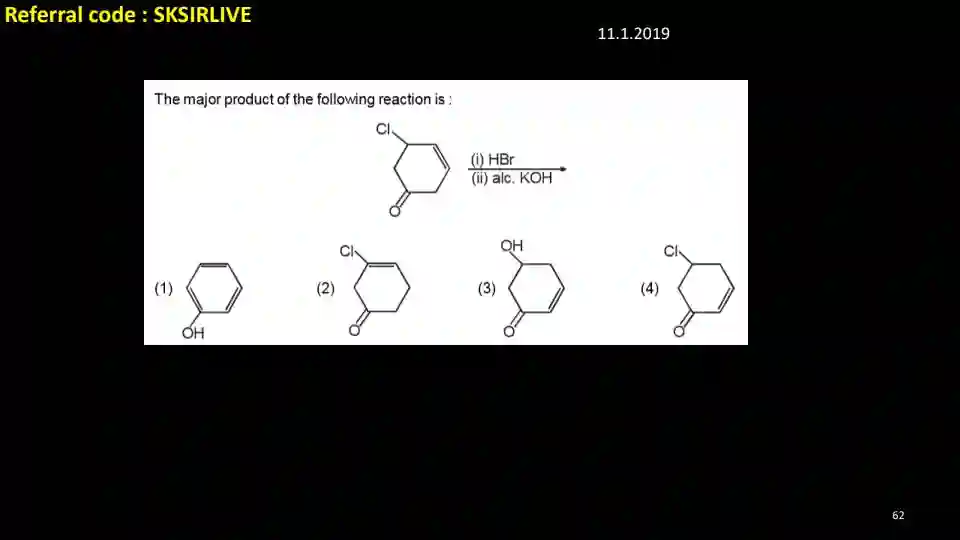 Referral code : SKSIRLIVE
11.1.2019
The major product of the following reaction is :
Cl
(i) HBr
(ii) alc. KOH
O
(1)
OH
(2)
Cl
O
(3)
OH
O
(4)
Cl
O
62